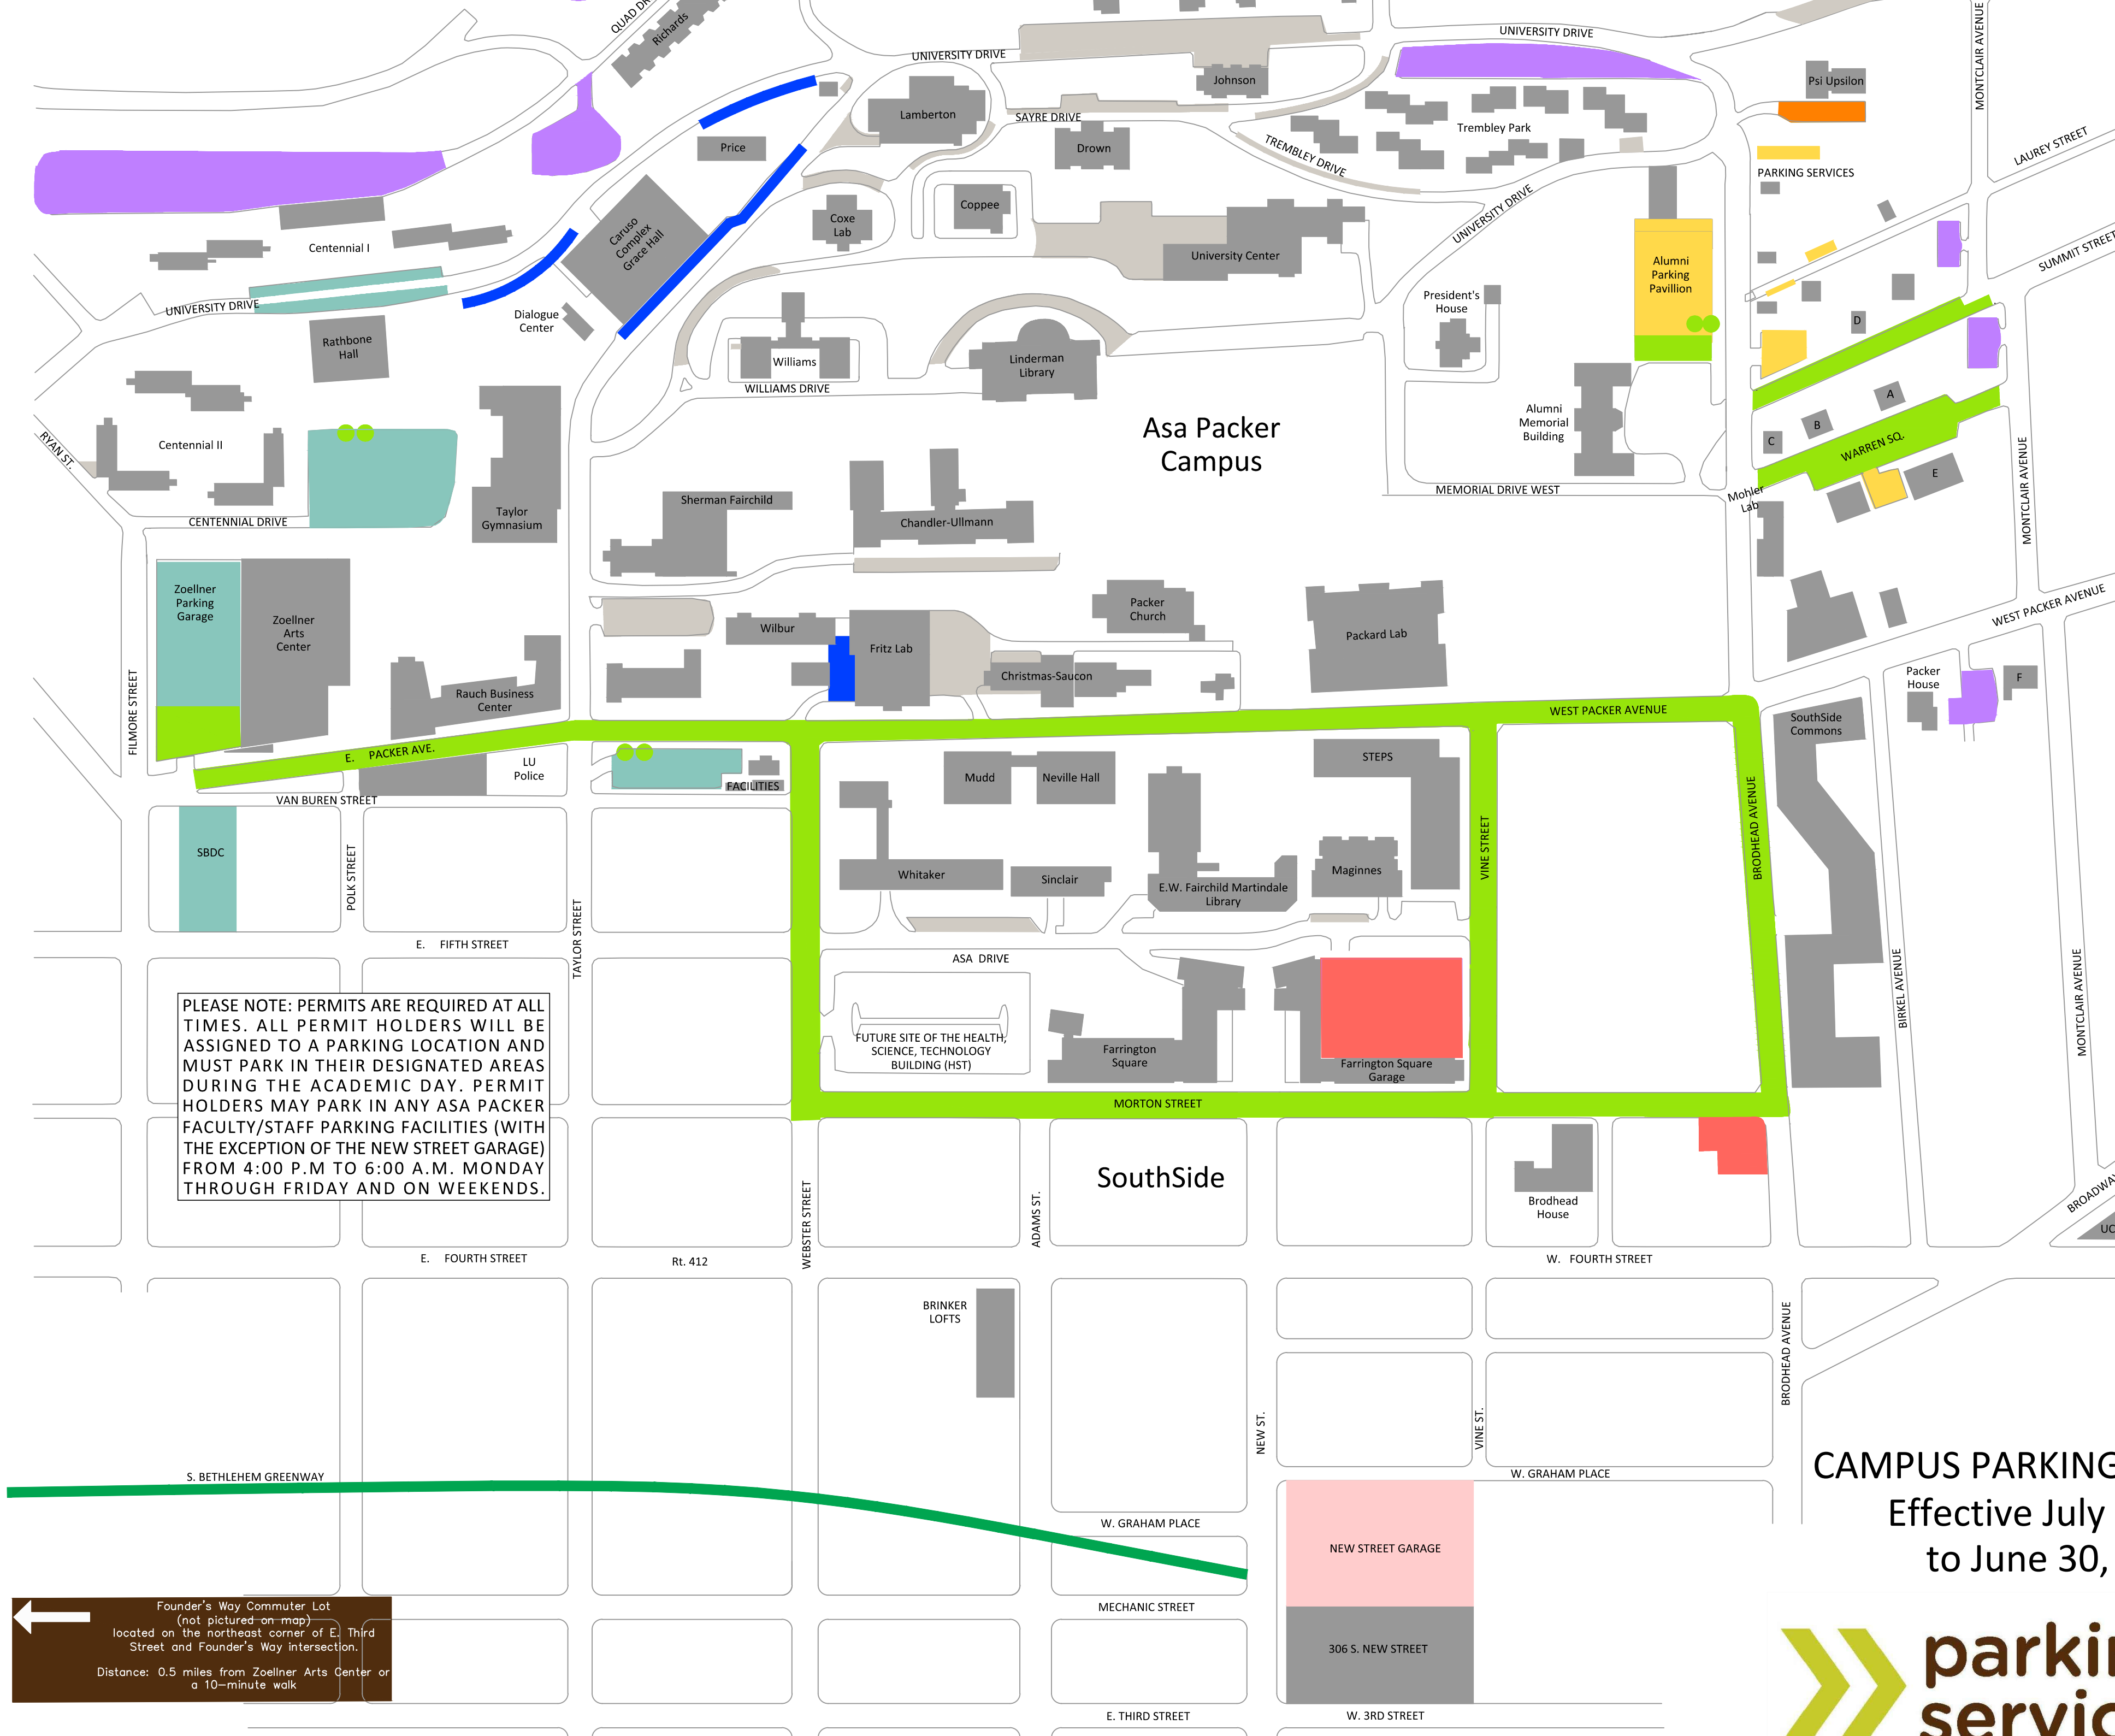 QUAD DR
Richards
UNIVERSITY DRIVE
UNIVERSITY DRIVE
MONTCLAIR AVENUE
Johnson
Psi Upsilon
Lamberton
SAYRE DRIVE
Trembley Park
Price
Drown
TREMBLEY DRIVE
LAUREY STREET
PARKING SERVICES
Caruso
Complex
Grace Hall
Coxe
Lab
Coppee
UNIVERSITY DRIVE
Centennial I
University Center
SUMMIT STREET
Alumni
Parking
Pavillion
UNIVERSITY DRIVE
Dialogue
Center
President's
House
D
Rathbone
Hall
Williams
Linderman
Library
WILLIAMS DRIVE
A
Alumni
Memorial
Building
Asa Packer
Campus
B
C
WARREN SQ.
RYAN ST.
Centennial II
E
MONTCLAIR AVENUE
MEMORIAL DRIVE WEST
Mohler
Lab
Sherman Fairchild
Taylor
Gymnasium
CENTENNIAL DRIVE
Chandler-Ullmann
Zoellner
Parking
Garage
Zoellner
Arts
Center
Packer
Church
WEST PACKER AVENUE
Wilbur
Fritz Lab
Packard Lab
Christmas-Saucon
Packer
House
F
Rauch Business
Center
FILMORE STREET
WEST PACKER AVENUE
SouthSide
Commons
E. PACKER AVE.
LU
Police
FACILITIES
Mudd
Neville Hall
STEPS
VAN BUREN STREET
SBDC
POLK STREET
VINE STREET
BRODHEAD AVENUE
Whitaker
Sinclair
E.W. Fairchild Martindale
Library
Maginnes
E. FIFTH STREET
TAYLOR STREET
ASA DRIVE
BIRKEL AVENUE
MONTCLAIR AVENUE
PLEASE NOTE: PERMITS ARE REQUIRED AT ALL
TIMES. ALL PERMIT HOLDERS WILL BE
ASSIGNED TO A PARKING LOCATION AND
MUST PARK IN THEIR DESIGNATED AREAS
DURING THE ACADEMIC DAY. PERMIT
HOLDERS MAY PARK IN ANY ASA PACKER
FACULTY/STAFF PARKING FACILITIES (WITH
THE EXCEPTION OF THE NEW STREET GARAGE)
FROM 4:00 P.M TO 6:00 A.M. MONDAY
THROUGH FRIDAY AND ON WEEKENDS.
FUTURE SITE OF THE HEALTH,
SCIENCE, TECHNOLOGY
BUILDING (HST)
Farrington
Square
Farrington Square
Garage
MORTON STREET
SouthSide
Brodhead
House
WEBSTER STREET
ADAMS ST.
BROADWAY
UC
E. FOURTH STREET
Rt. 412
W. FOURTH STREET
BRINKER
LOFTS
BRODHEAD AVENUE
NEW ST.
VINE ST.
S. BETHLEHEM GREENWAY
W. GRAHAM PLACE
CAMPUS PARKING
Effective July
to June 30,
W. GRAHAM PLACE
NEW STREET GARAGE
MECHANIC STREET
Founder's Way Commuter Lot
(not pictured on map)
located on the northeast corner of E. Third
Street and Founder's Way intersection.
Distance: 0.5 miles from Zoellner Arts Center or
a 10-minute walk
306 S. NEW STREET
E. THIRD STREET
W. 3RD STREET
parkin
servic